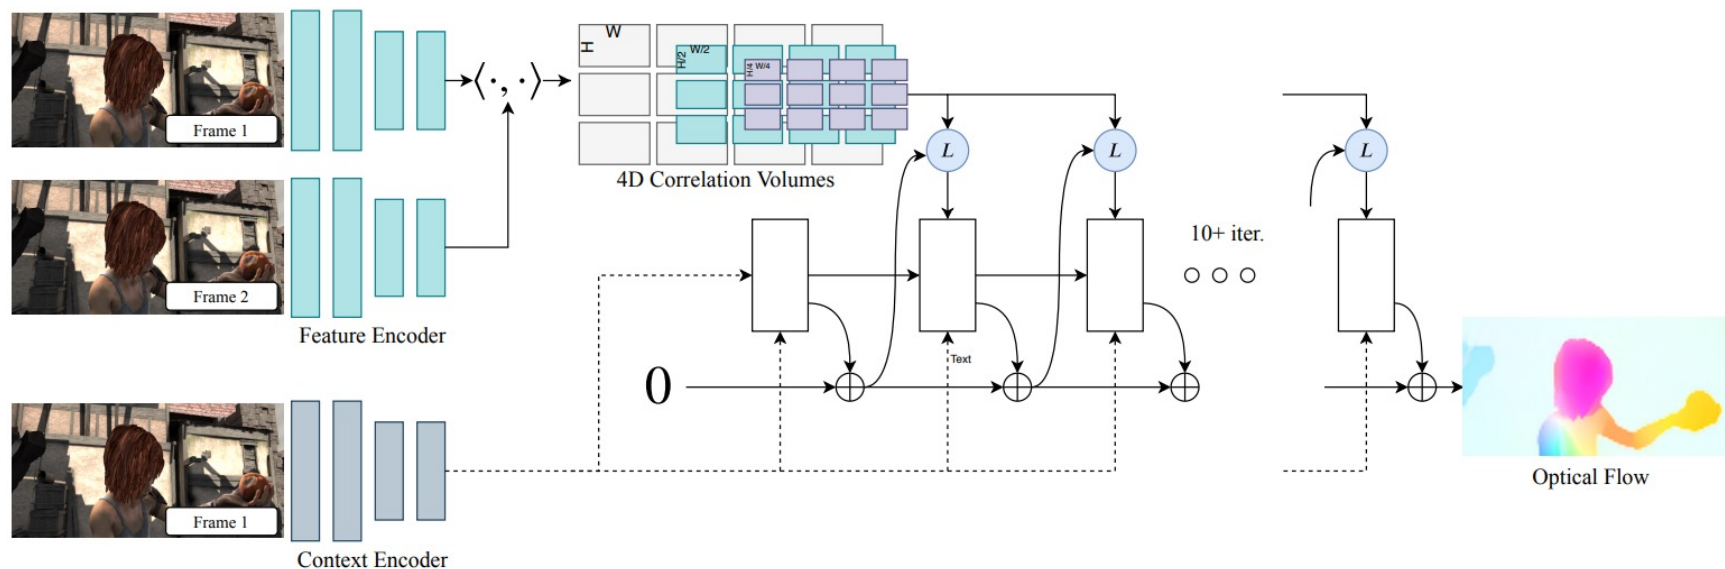 Frame 1
⟨·, ·⟩
H
W
H/2
W/2
H/4
W/4
4D Correlation Volumes
L
L
L
Frame 2
Feature Encoder
10+ iter.
Text
0
Frame 1
Context Encoder
Optical Flow